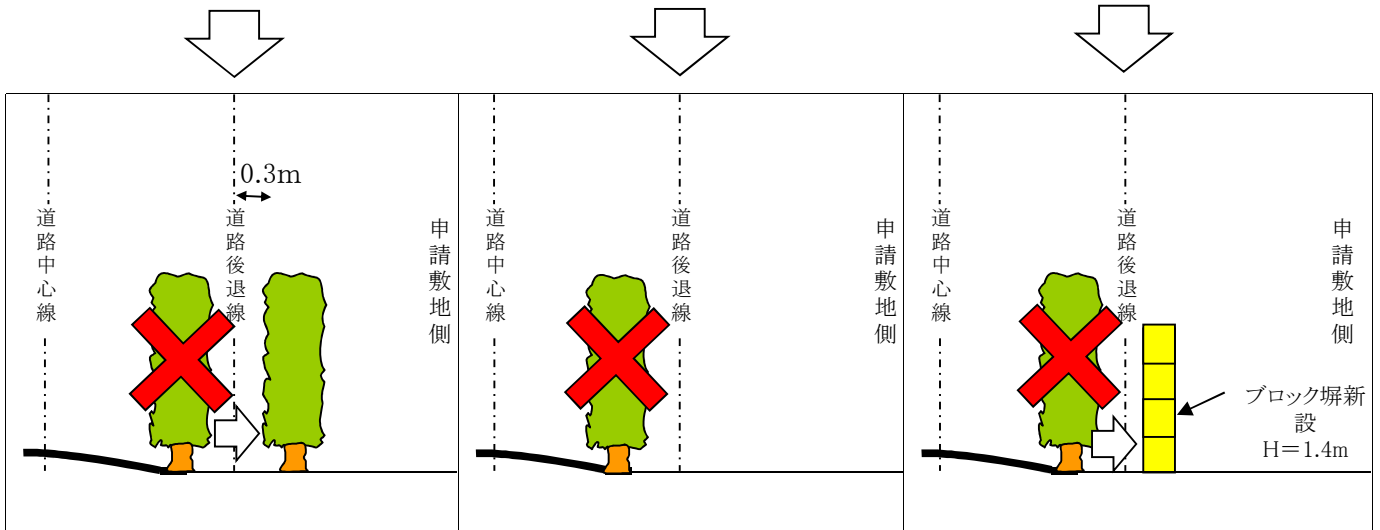 0.3m
道路中心線
道路後退線
申請敷地側
道路中心線
道路後退線
申請敷地側
道路中心線
道路後退線
申請敷地側
ブロック塀新
設
H＝1.4m